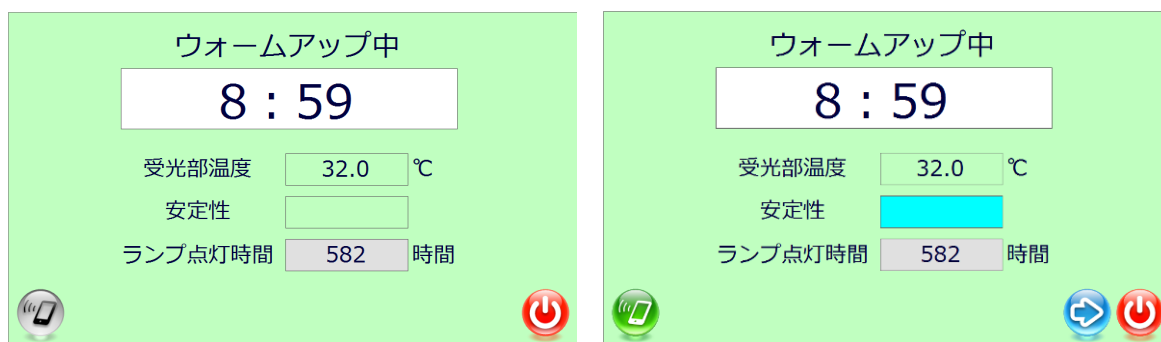 ウォームアップ中
8 : 59
受光部温度 32.0 ℃
安定性
ランプ点灯時間 582 時間
ウォームアップ中
8 : 59
受光部温度 32.0 ℃
安定性
ランプ点灯時間 582 時間